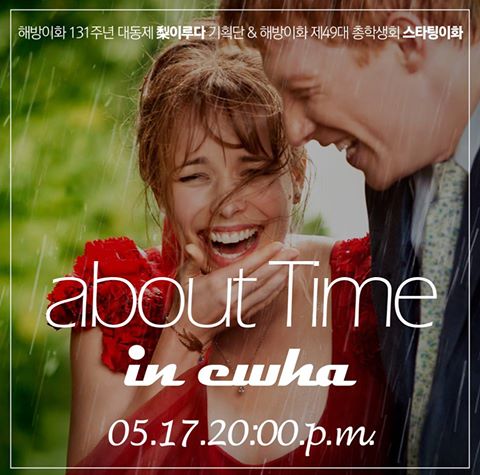 해방이화 131주년 대동제 梨이루다 기획단 & 해방이화 제49대 총학생회 스타팅이화
about Time
in ewha
05.17.20:00.p.m.